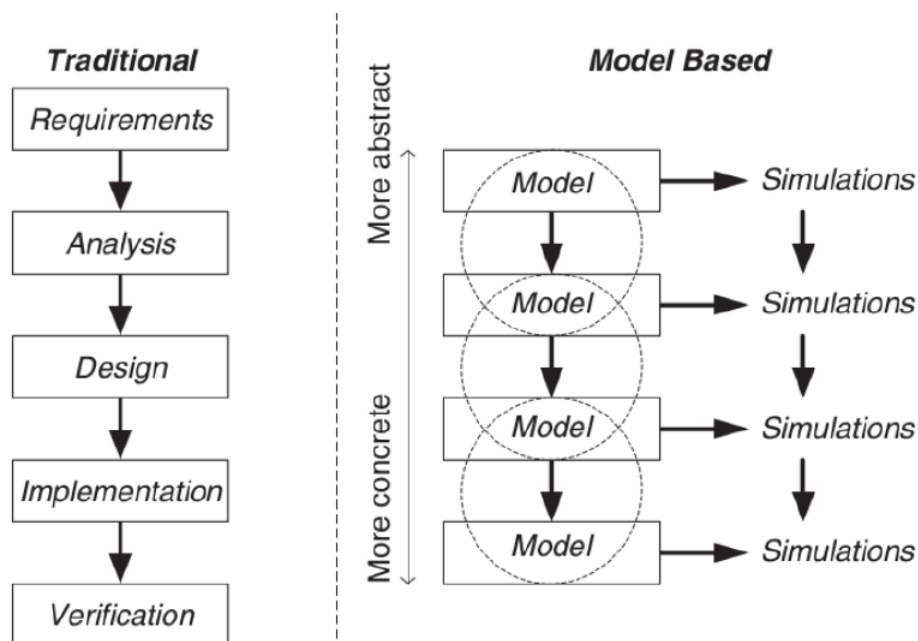 Traditional
Requirements
Analysis
Design
Implementation
Verification
More abstract
More concrete
Model Based
Model
Simulations
Model
Simulations
Model
Simulations
Model
Simulations